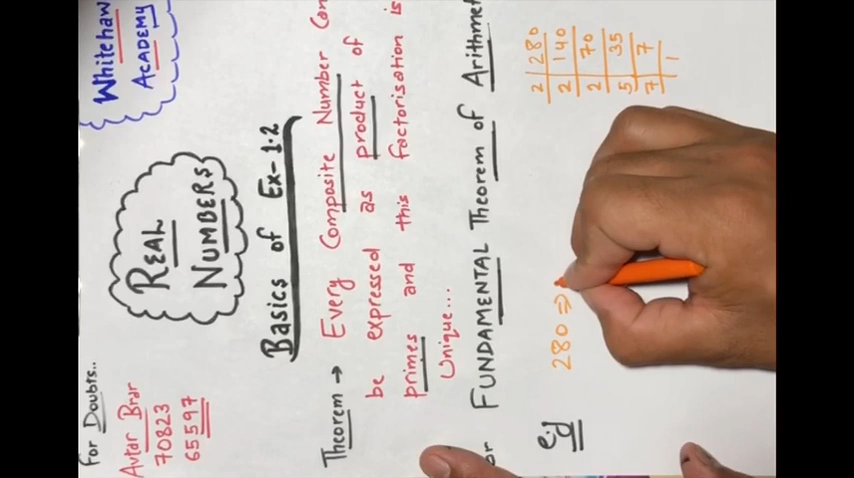 For Doubts..
Avtar Brar
70823
65597
REAL
NUMBERS
Whitehaw
ACADEMY
Basics of Ex-1.2
Theorem → Every Composite Number Can
be expressed as product of
primes and this factorisation is
Unique...
or FUNDAMENTAL Theorem of Arithmet
e.g
280 ⇒
2 | 280
2 | 140
2 | 70
5 | 35
7 | 7
1